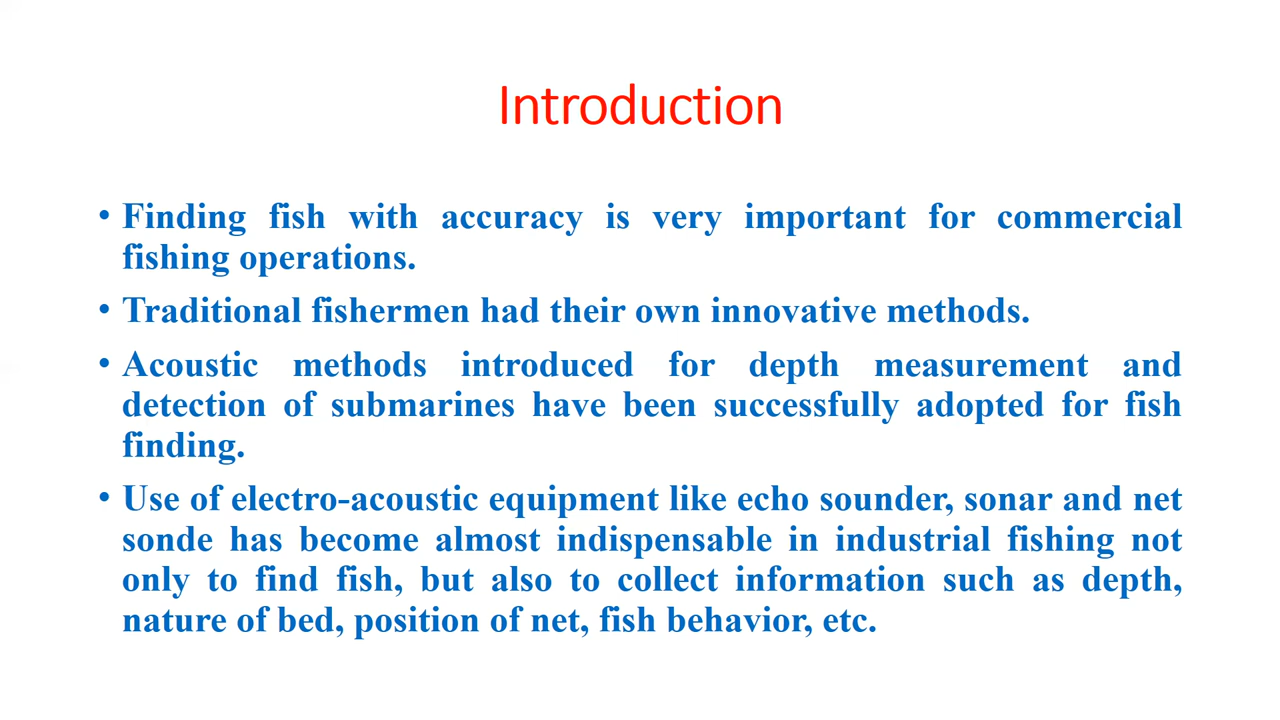 Introduction
• Finding fish with accuracy is very important for commercial
fishing operations.
• Traditional fishermen had their own innovative methods.
• Acoustic methods introduced for depth measurement and
detection of submarines have been successfully adopted for fish
finding.
• Use of electro-acoustic equipment like echo sounder, sonar and net
sonde has become almost indispensable in industrial fishing not
only to find fish, but also to collect information such as depth,
nature of bed, position of net, fish behavior, etc.